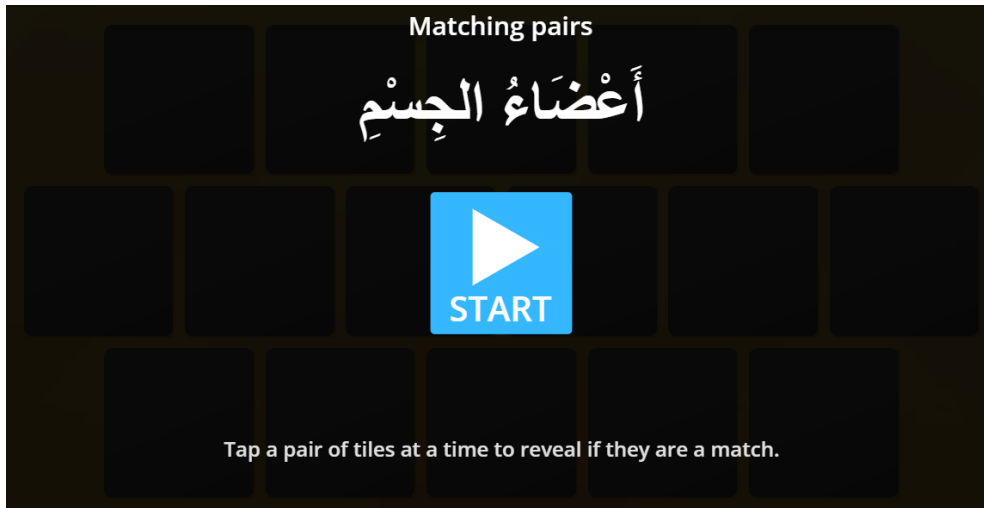 Matching pairs
أَعْضَاءُ الجِسْمِ
START
Tap a pair of tiles at a time to reveal if they are a match.